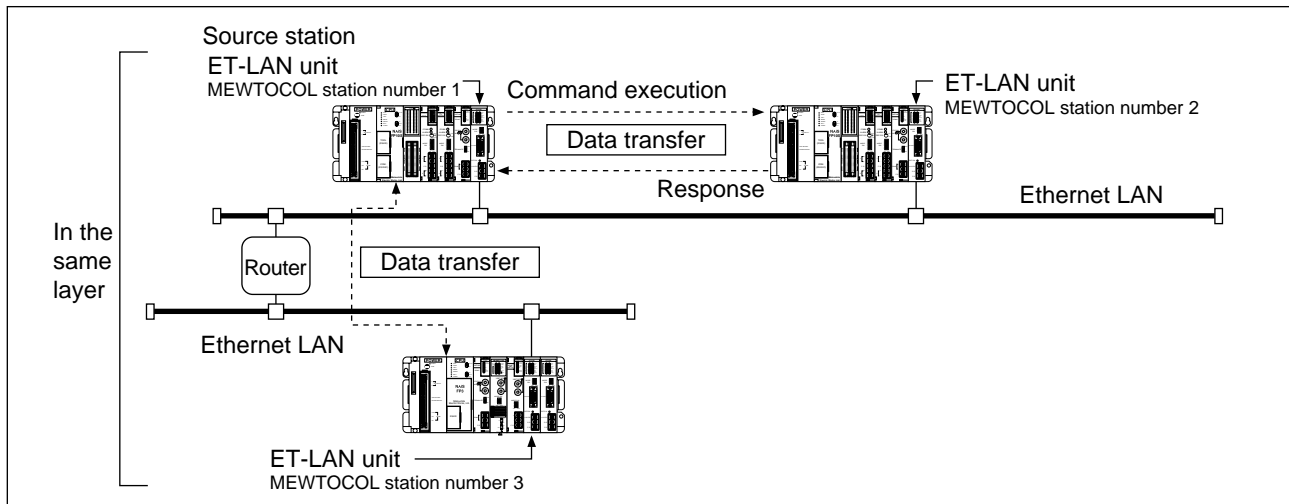 Source station
ET-LAN unit
MEWTOCOL station number 1
Command execution
ET-LAN unit
MEWTOCOL station number 2
Data transfer
Response
Ethernet LAN
In the
same
layer
Router
Data transfer
Ethernet LAN
ET-LAN unit
MEWTOCOL station number 3